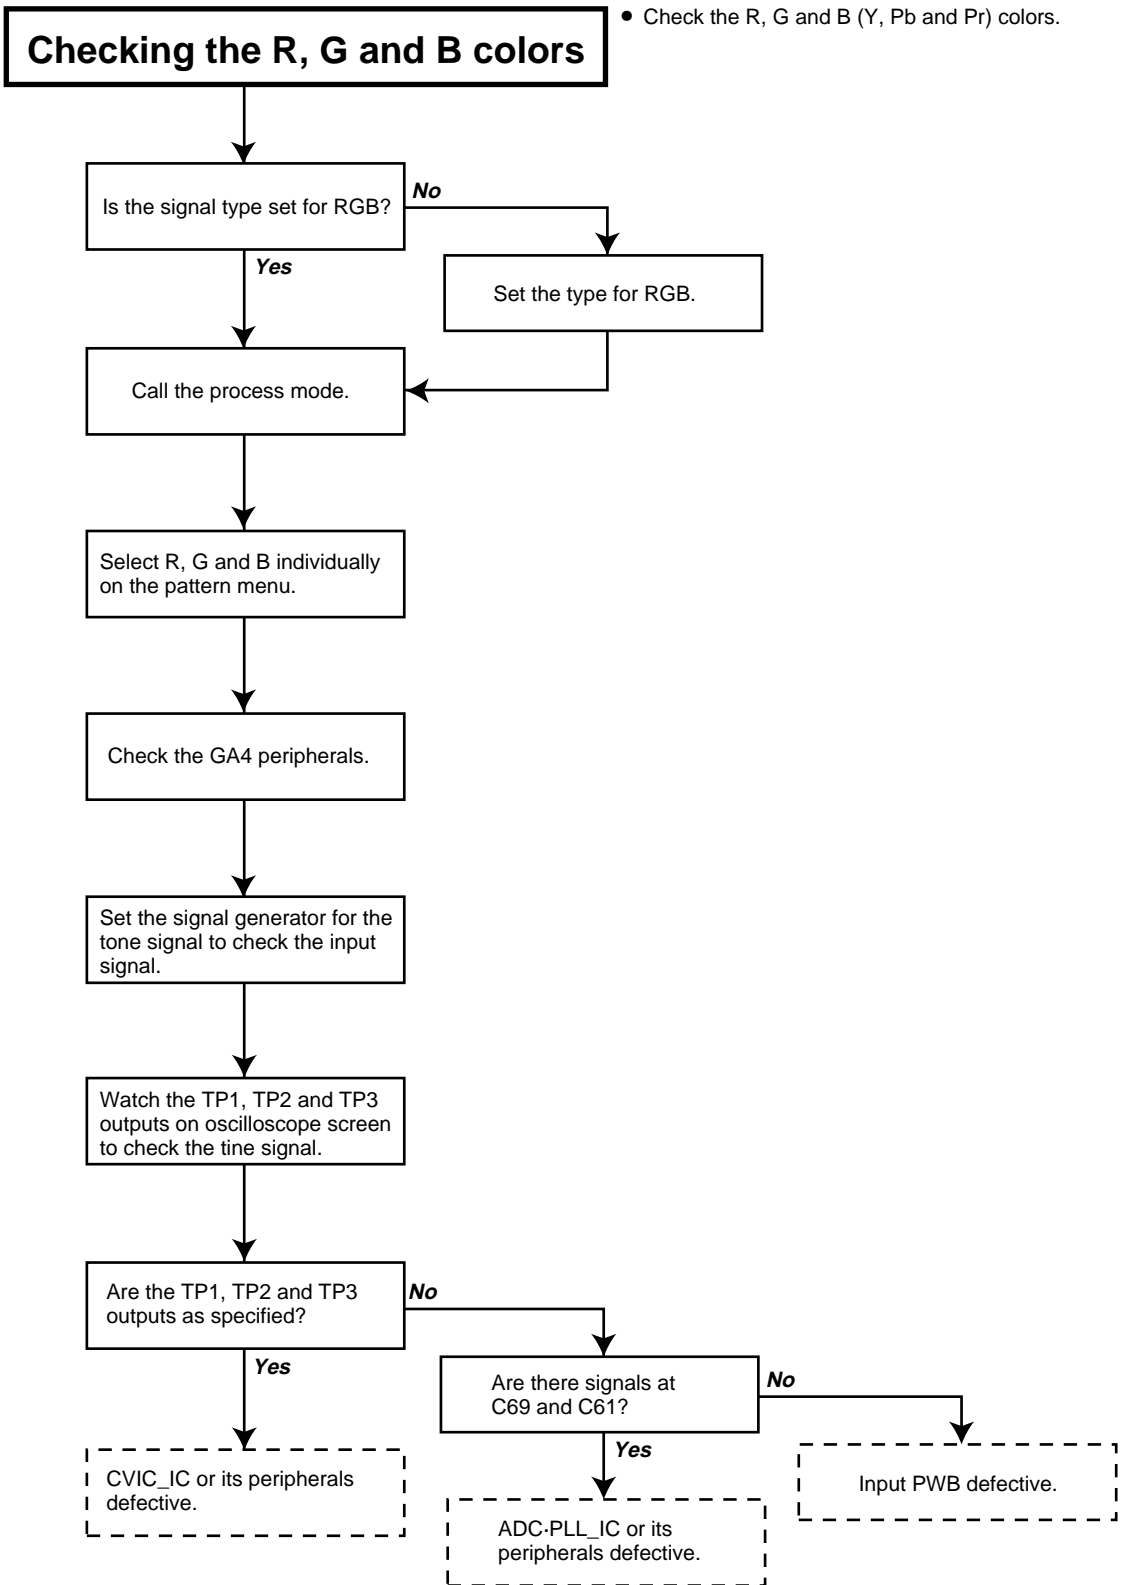 Checking the R, G and B colors
● Check the R, G and B (Y, Pb and Pr) colors.
Is the signal type set for RGB?
No
Yes
Set the type for RGB.
Call the process mode.
Select R, G and B individually
on the pattern menu.
Check the GA4 peripherals.
Set the signal generator for the
tone signal to check the input
signal.
Watch the TP1, TP2 and TP3
outputs on oscilloscope screen
to check the tine signal.
Are the TP1, TP2 and TP3
outputs as specified?
No
Yes
Are there signals at
C69 and C61?
No
Yes
CVIC_IC or its peripherals
defective.
ADC·PLL_IC or its
peripherals defective.
Input PWB defective.